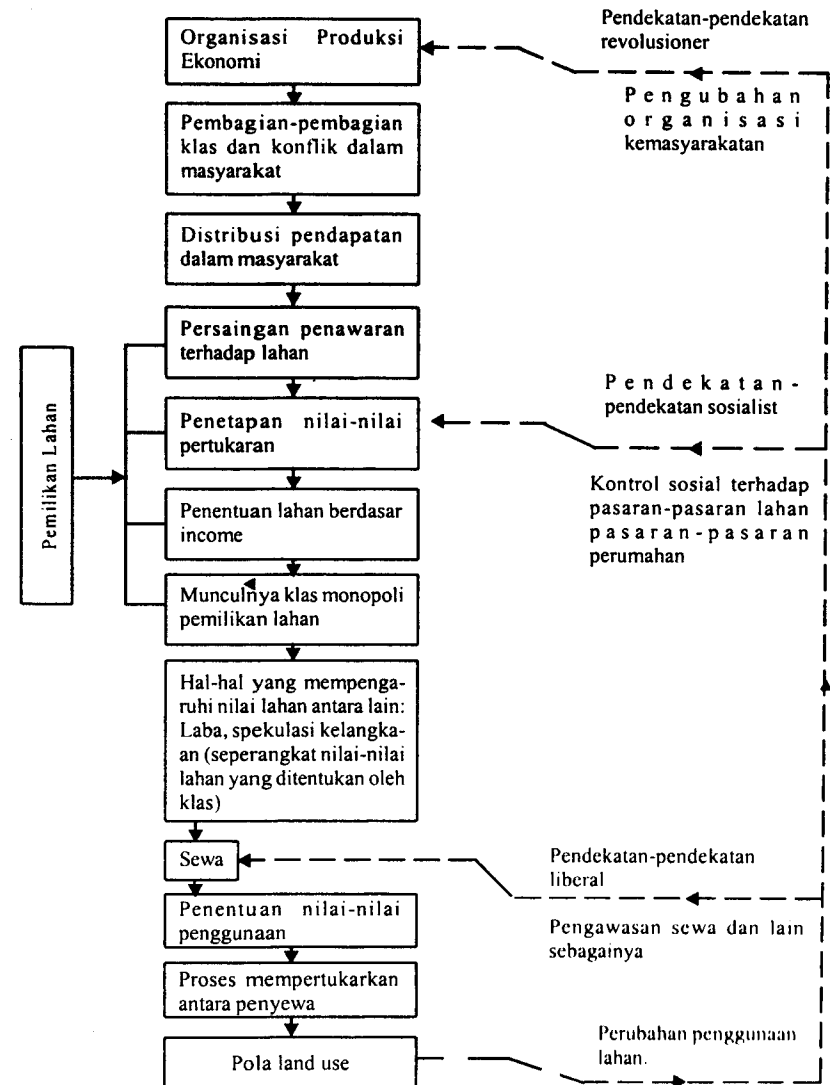 Organisasi Produksi
Ekonomi
Pendekatan-pendekatan
revolusioner
Pengubahan
organisasi
kemasyarakatan
Pembagian-pembagian
klas dan konflik dalam
masyarakat
Distribusi pendapatan
dalam masyarakat
Persaingan penawaran
terhadap lahan
Pemilikan Lahan
Penetapan nilai-nilai
pertukaran
Pendekatan-
pendekatan sosialist
Kontrol sosial terhadap
pasaran-pasaran lahan
pasaran-pasaran
perumahan
Penentuan lahan berdasar
income
Munculnya klas monopoli
pemilikan lahan
Hal-hal yang mempenga-
ruhi nilai lahan antara lain:
Laba, spekulasi kelangka-
an (seperangkat nilai-nilai
lahan yang ditentukan oleh
klas)
Sewa
Pendekatan-pendekatan
liberal
Pengawasan sewa dan lain
sebagainya
Penentuan nilai-nilai
penggunaan
Proses mempertukarkan
antara penyewa
Pola land use
Perubahan penggunaan
lahan.